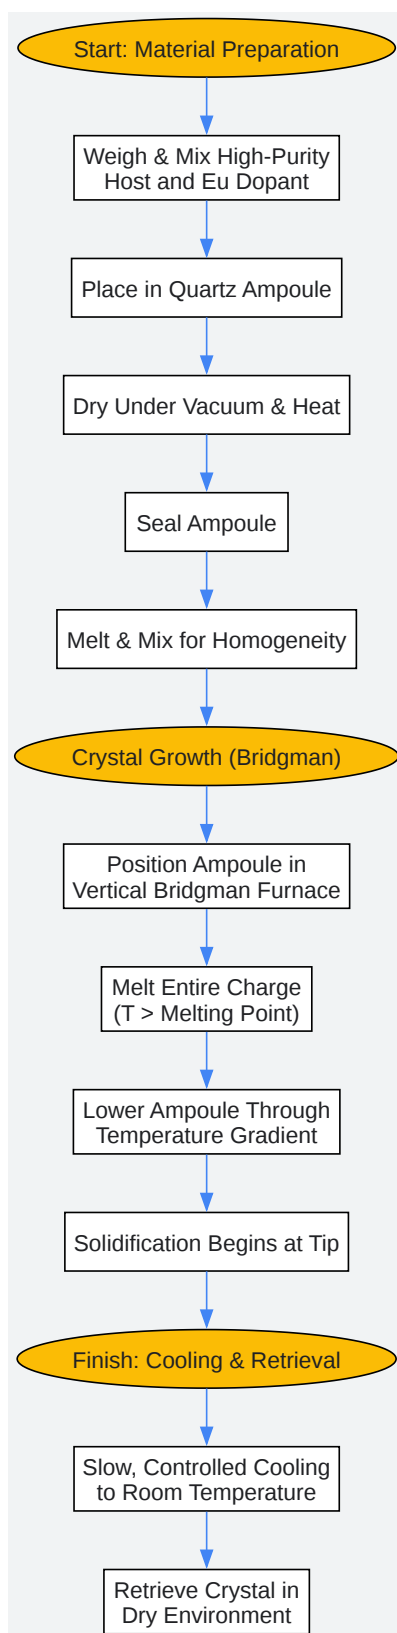 Start: Material Preparation
Weigh & Mix High-Purity
Host and Eu Dopant
Place in Quartz Ampoule
Dry Under Vacuum & Heat
Seal Ampoule
Melt & Mix for Homogeneity
Crystal Growth (Bridgman)
Position Ampoule in
Vertical Bridgman Furnace
Melt Entire Charge
(T > Melting Point)
Lower Ampoule Through
Temperature Gradient
Solidification Begins at Tip
Finish: Cooling & Retrieval
Slow, Controlled Cooling
to Room Temperature
Retrieve Crystal in
Dry Environment